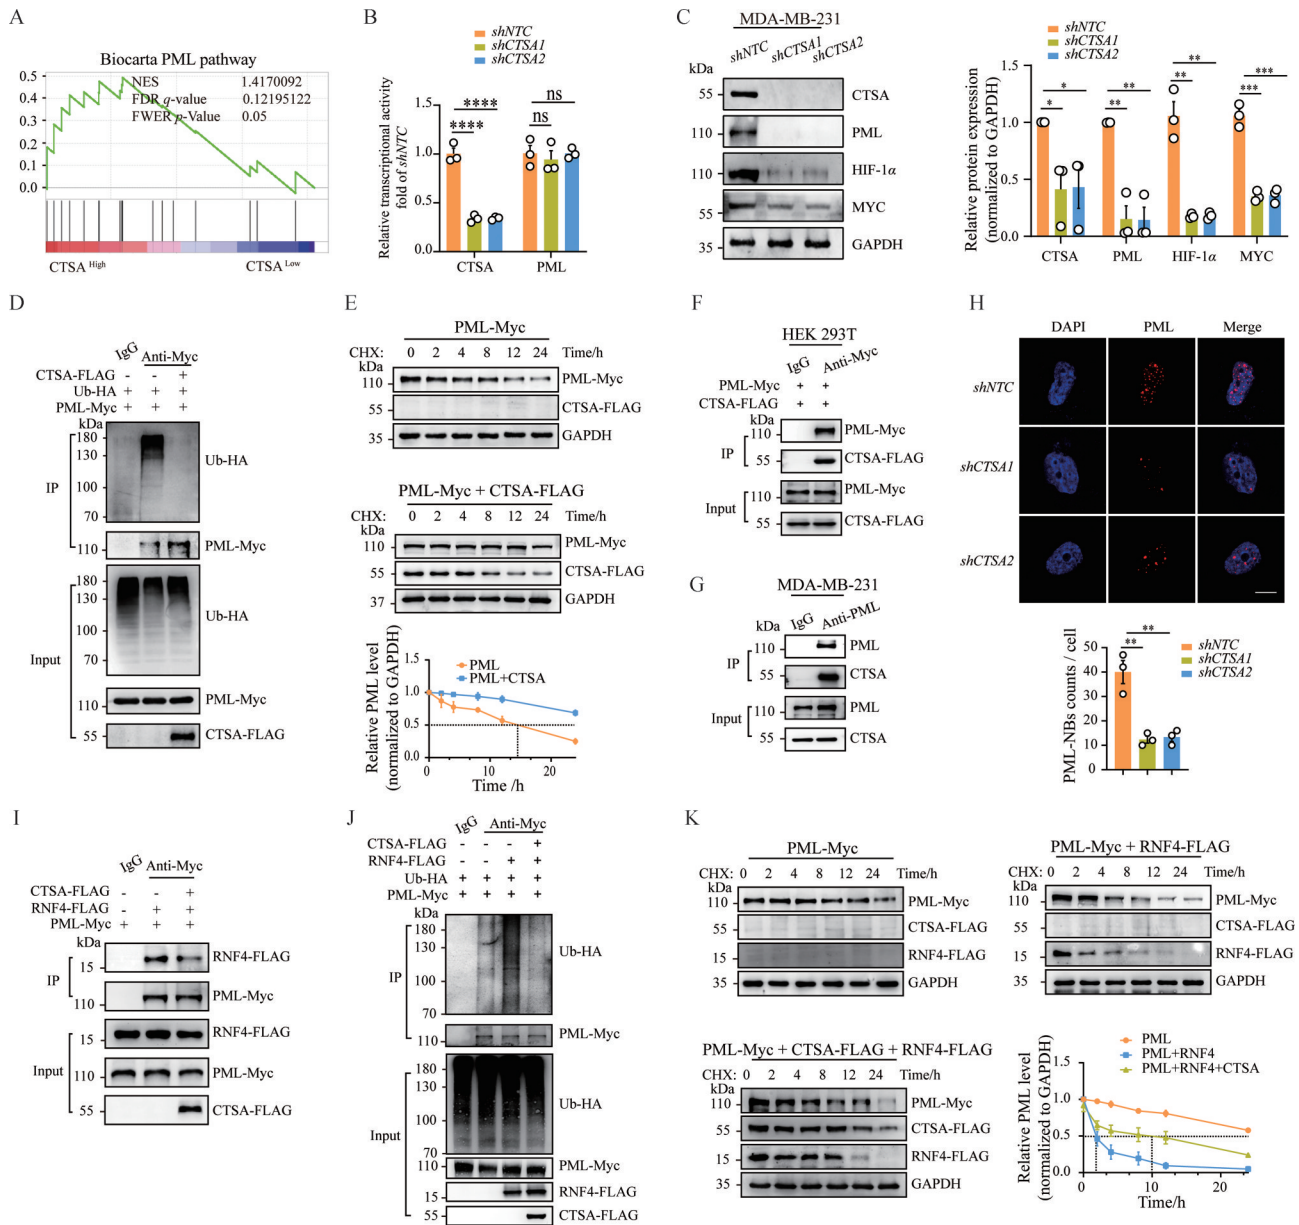 A
Biocarta PML pathway
0.5
0.4
0.3
0.2
0.1
0.0
NES 1.4170092
FDR q-value 0.12195122
FWER p-Value 0.05
CTSA High
CTSA Low
B
shNTC
shCTSA1
shCTSA2
Relative transcriptional activity
fold of shNTC
1.5
1.0
0.5
0.0
****
****
ns
ns
CTSA PML
C
MDA-MB-231
shNTC shCTSA1 shCTSA2
kDa
55 CTSA
110 PML
110 HIF-1α
55 MYC
35 GAPDH
shNTC
shCTSA1
shCTSA2
Relative protein expression
(normalized to GAPDH)
1.5
1.0
0.5
0.0
* * ** ** ** ** *** ***
CTSA PML HIF-1α MYC
D
IgG Anti-Myc
CTSA-FLAG - - +
Ub-HA + + +
PML-Myc + + +
kDa
IP
180
130
100
70
Ub-HA
110 PML-Myc
Input
180
130
100
70
Ub-HA
110 PML-Myc
55 CTSA-FLAG
E
PML-Myc
CHX: 0 2 4 8 12 24 Time/h
kDa
110 PML-Myc
55 CTSA-FLAG
35 GAPDH
PML-Myc + CTSA-FLAG
CHX: 0 2 4 8 12 24 Time/h
kDa
110 PML-Myc
55 CTSA-FLAG
37 GAPDH
PML
PML+CTSA
Relative PML level
(normalized to GAPDH)
1.5
1.0
0.5
0.0
0 10 20
Time /h
F
HEK 293T
IgG Anti-Myc
PML-Myc + +
CTSA-FLAG + +
kDa
IP
110 PML-Myc
55 CTSA-FLAG
Input
110 PML-Myc
55 CTSA-FLAG
G
MDA-MB-231
IgG Anti-PML
kDa
IP
110 PML
55 CTSA
Input
110 PML
55 CTSA
H
DAPI PML Merge
shNTC
shCTSA1
shCTSA2
PML-NBs counts / cell
50
40
30
20
10
0
**
**
shNTC
shCTSA1
shCTSA2
I
IgG Anti-Myc
CTSA-FLAG - - +
RNF4-FLAG - + +
PML-Myc + + +
kDa
IP
15 RNF4-FLAG
110 PML-Myc
Input
15 RNF4-FLAG
110 PML-Myc
55 CTSA-FLAG
J
IgG Anti-Myc
CTSA-FLAG - - - +
RNF4-FLAG - - + +
Ub-HA + + + +
PML-Myc + + + +
kDa
IP
180
130
100
70
Ub-HA
110 PML-Myc
Input
180
130
100
70
Ub-HA
110 PML-Myc
15 RNF4-FLAG
55 CTSA-FLAG
K
PML-Myc
CHX: 0 2 4 8 12 24 Time/h
kDa
110 PML-Myc
55 CTSA-FLAG
15 RNF4-FLAG
35 GAPDH
PML-Myc + RNF4-FLAG
CHX: 0 2 4 8 12 24 Time/h
kDa
110 PML-Myc
55 CTSA-FLAG
15 RNF4-FLAG
35 GAPDH
PML-Myc + CTSA-FLAG + RNF4-FLAG
CHX: 0 2 4 8 12 24 Time/h
kDa
110 PML-Myc
55 CTSA-FLAG
15 RNF4-FLAG
35 GAPDH
PML
PML+RNF4
PML+RNF4+CTSA
Relative PML level
(normalized to GAPDH)
1.5
1.0
0.5
0.0
0 10 20
Time/h